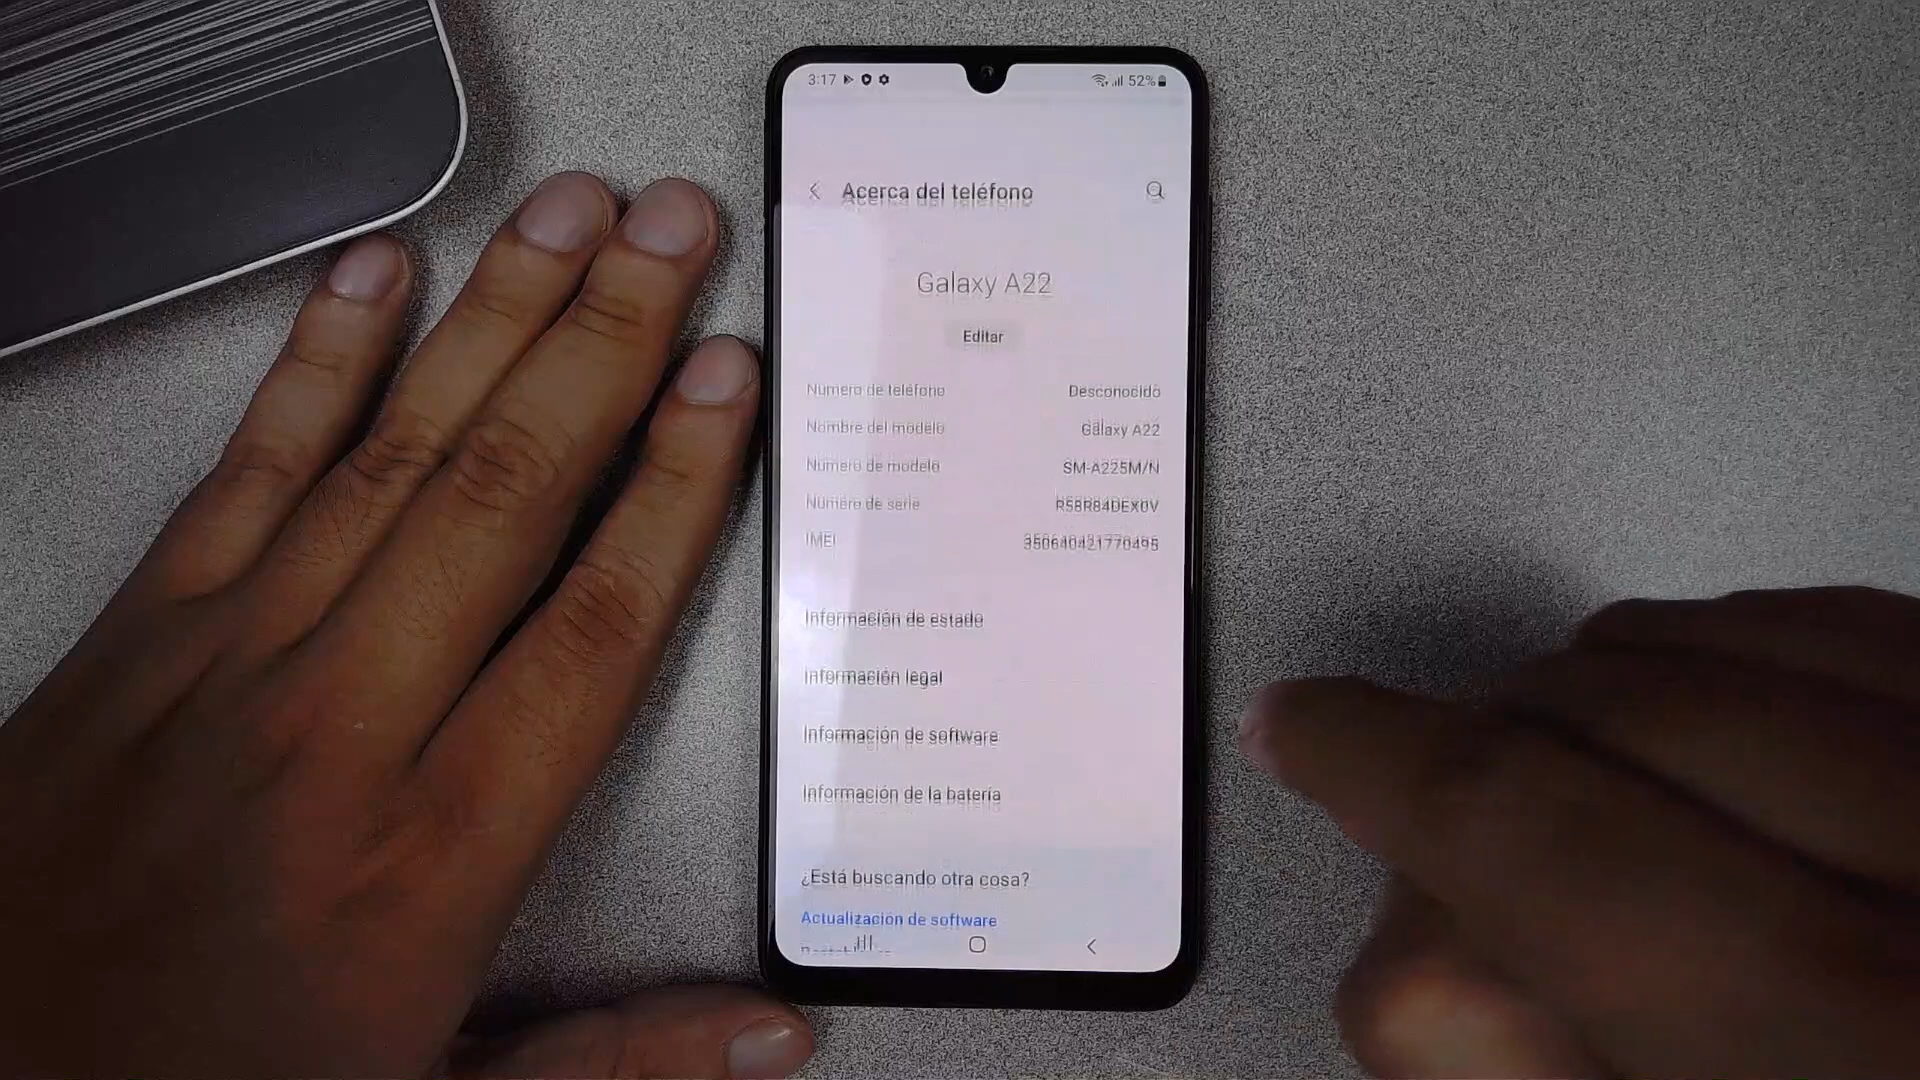 3:17 52%
Acerca del teléfono
Galaxy A22
Editar
Número de teléfono Desconocido
Nombre del modelo Galaxy A22
Número de modelo SM-A225M/N
Número de serie R58R84DEX0V
IMEI 350640421770495
Información de estado
Información legal
Información de software
Información de la batería
¿Está buscando otra cosa?
Actualización de software